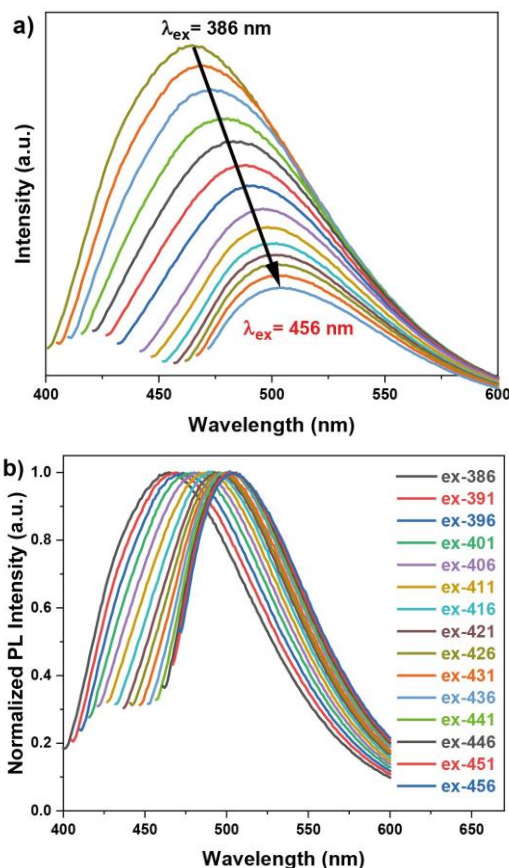 a)
λex= 386 nm
Intensity (a.u.)
λex= 456 nm
400 450 500 550 600
Wavelength (nm)
b)
1.0
0.8
0.6
0.4
0.2
0.0
Normalized PL Intensity (a.u.)
ex-386
ex-391
ex-396
ex-401
ex-406
ex-411
ex-416
ex-421
ex-426
ex-431
ex-436
ex-441
ex-446
ex-451
ex-456
400 450 500 550 600 650
Wavelength (nm)